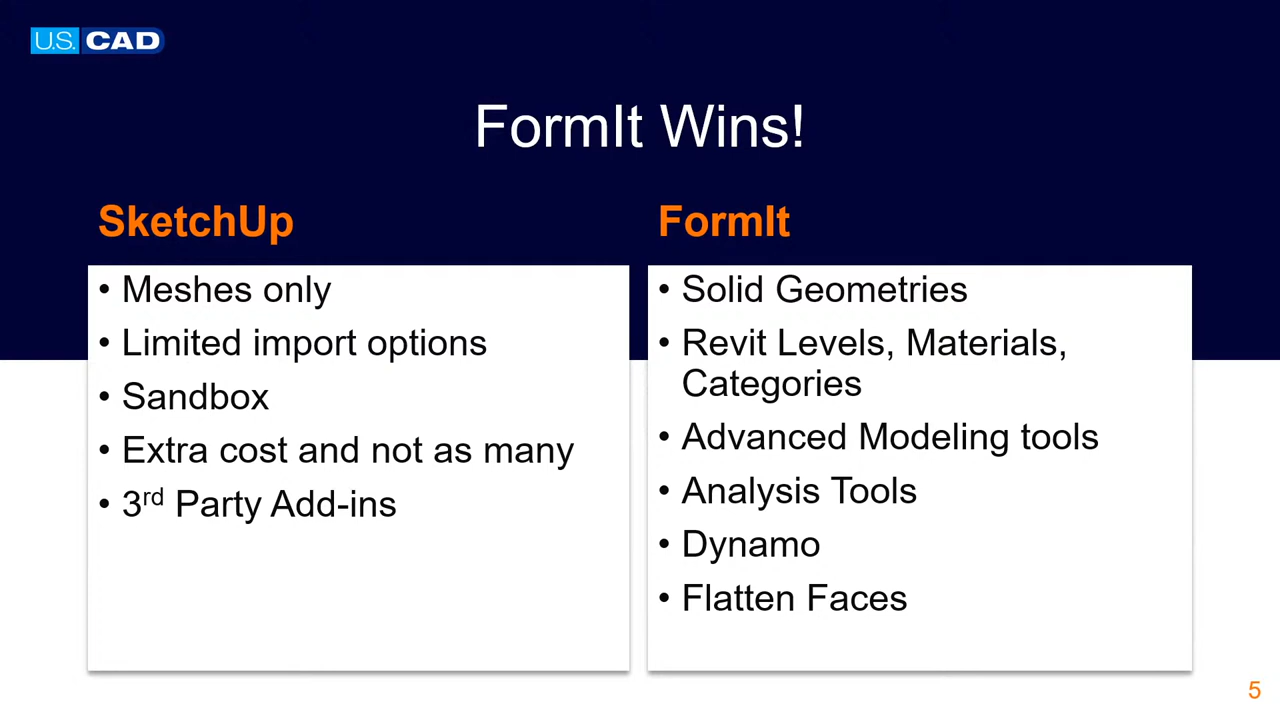 U.S. CAD
FormIt Wins!
SketchUp
• Meshes only
• Limited import options
• Sandbox
• Extra cost and not as many
• 3rd Party Add-ins
FormIt
• Solid Geometries
• Revit Levels, Materials,
Categories
• Advanced Modeling tools
• Analysis Tools
• Dynamo
• Flatten Faces
5